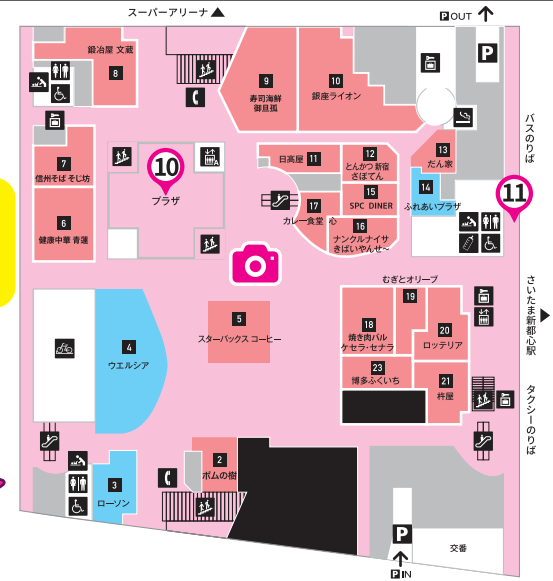 スーパーアリーナ
P OUT
P
鍛冶屋 文蔵
8
9
寿司海鮮
御旦孤
10
銀座ライオン
バスのりば
7
信州そば そじ坊
10
プラザ
日高屋 11
12
とんかつ 新宿
さぼてん
13
だん家
14
ふれあいプラザ
11
15
SPC DINER
17
カレー食堂 心
16
ナンクルナイサ
きばいやんせ〜
6
健康中華 青蓮
さいたま新都心駅
むぎとオリーブ
19
18
焼き肉バル
ケセラ・セナラ
20
ロッテリア
5
スターバックス コーヒー
4
ウエルシア
23
博多ふくいち
21
杵屋
タクシーのりば
2
ポムの樹
3
ローソン
P
交番
P IN